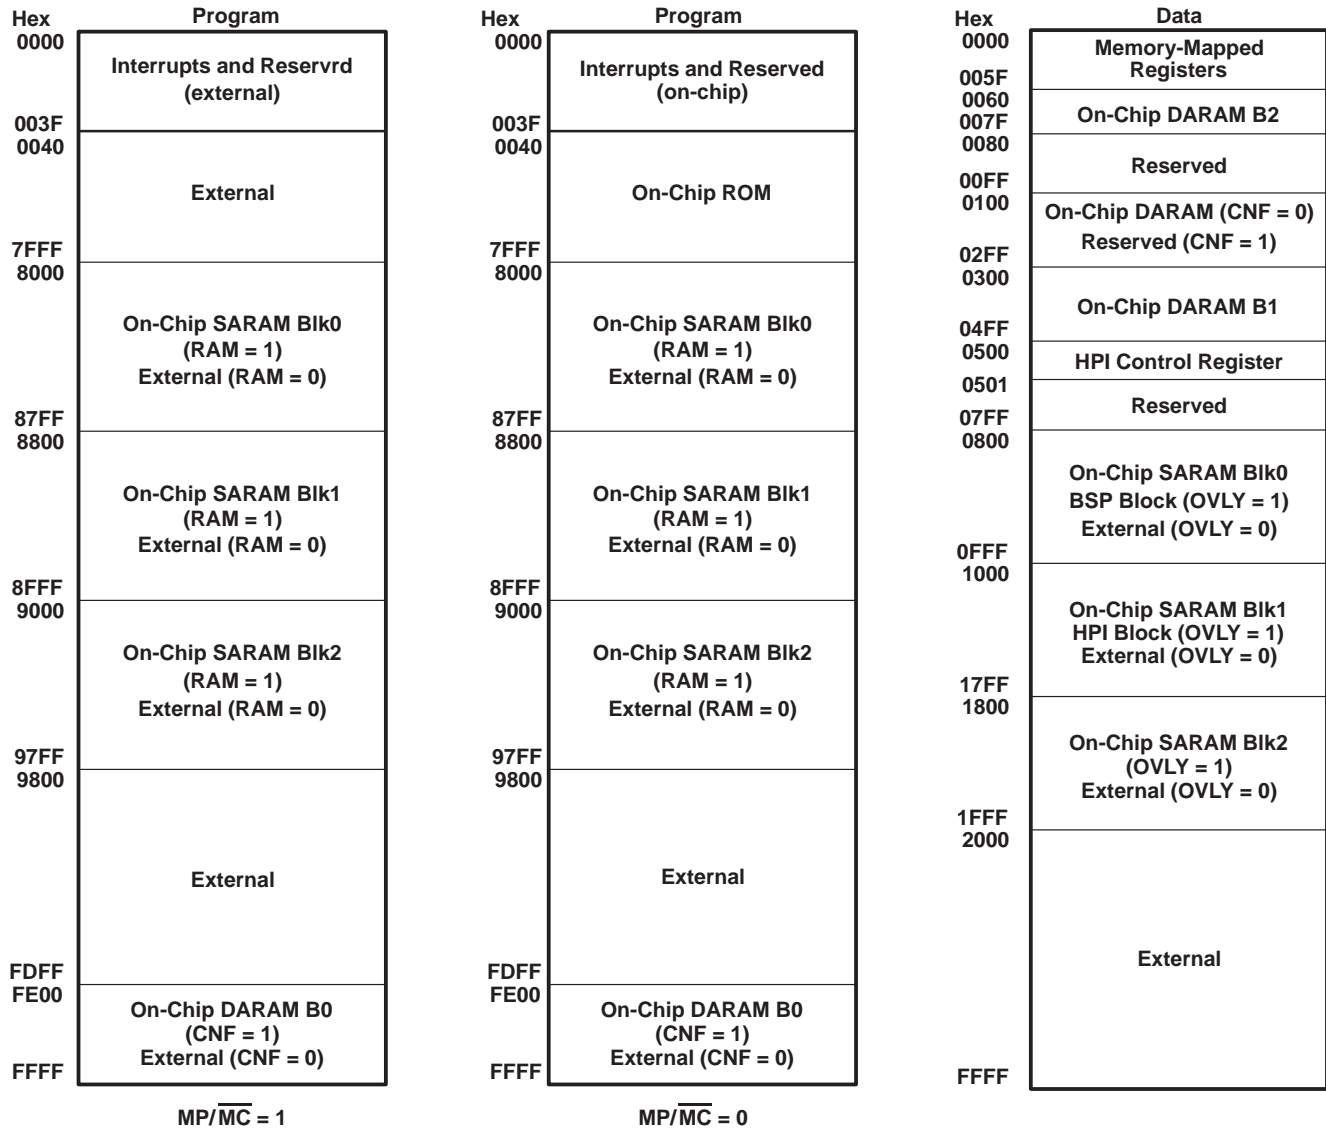 Hex Program
0000
Interrupts and Reservrd
(external)
003F
0040
External
7FFF
8000
On-Chip SARAM Blk0
(RAM = 1)
External (RAM = 0)
87FF
8800
On-Chip SARAM Blk1
(RAM = 1)
External (RAM = 0)
8FFF
9000
On-Chip SARAM Blk2
(RAM = 1)
External (RAM = 0)
97FF
9800
External
FDFF
FE00
On-Chip DARAM B0
(CNF = 1)
External (CNF = 0)
FFFF
MP/M̅C̅ = 1
Hex Program
0000
Interrupts and Reserved
(on-chip)
003F
0040
On-Chip ROM
7FFF
8000
On-Chip SARAM Blk0
(RAM = 1)
External (RAM = 0)
87FF
8800
On-Chip SARAM Blk1
(RAM = 1)
External (RAM = 0)
8FFF
9000
On-Chip SARAM Blk2
(RAM = 1)
External (RAM = 0)
97FF
9800
External
FDFF
FE00
On-Chip DARAM B0
(CNF = 1)
External (CNF = 0)
FFFF
MP/M̅C̅ = 0
Hex Data
0000
Memory-Mapped
Registers
005F
0060
On-Chip DARAM B2
007F
0080
Reserved
00FF
0100
On-Chip DARAM (CNF = 0)
Reserved (CNF = 1)
02FF
0300
On-Chip DARAM B1
04FF
0500
HPI Control Register
0501
Reserved
07FF
0800
On-Chip SARAM Blk0
BSP Block (OVLY = 1)
External (OVLY = 0)
0FFF
1000
On-Chip SARAM Blk1
HPI Block (OVLY = 1)
External (OVLY = 0)
17FF
1800
On-Chip SARAM Blk2
(OVLY = 1)
External (OVLY = 0)
1FFF
2000
External
FFFF